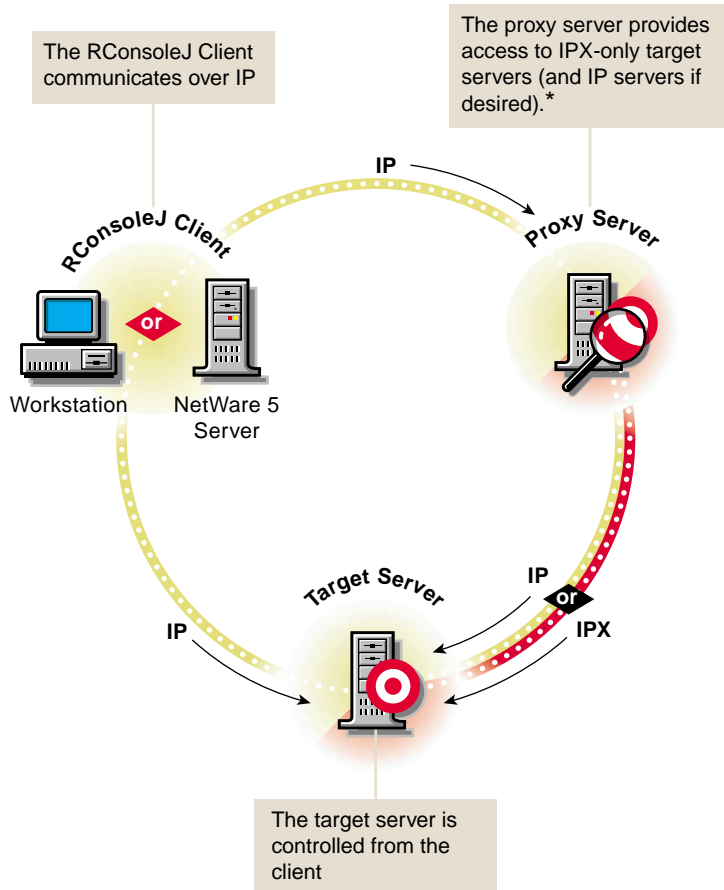 The RConsoleJ Client
communicates over IP
The proxy server provides
access to IPX-only target
servers (and IP servers if
desired).*
IP
RConsoleJ Client
Proxy Server
or
Workstation
NetWare 5
Server
Target Server
IP
or
IPX
IP
The target server is
controlled from the
client